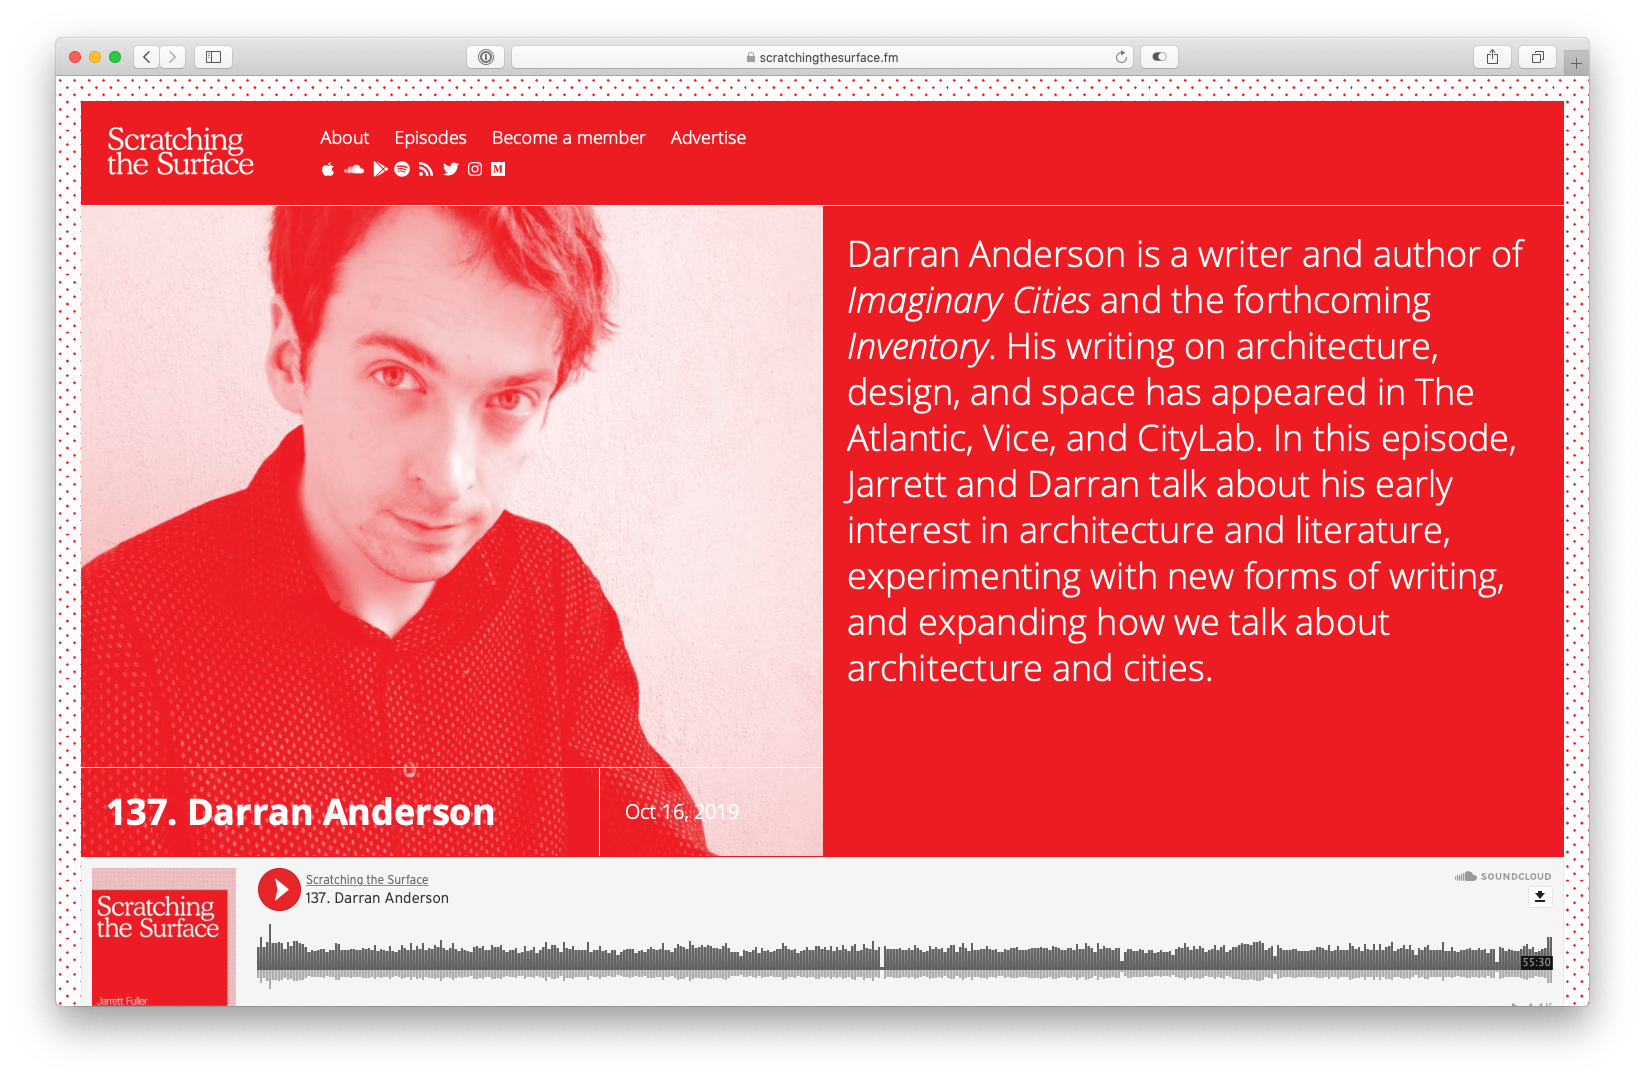 scratchingthesurface.fm
Scratching
the Surface
About Episodes Become a member Advertise
Darran Anderson is a writer and author of
Imaginary Cities and the forthcoming
Inventory. His writing on architecture,
design, and space has appeared in The
Atlantic, Vice, and CityLab. In this episode,
Jarrett and Darran talk about his early
interest in architecture and literature,
experimenting with new forms of writing,
and expanding how we talk about
architecture and cities.
137. Darran Anderson
Oct 16, 2019
Scratching
the Surface
Jarrett Fuller
Scratching the Surface
137. Darran Anderson
SOUNDCLOUD
55:30